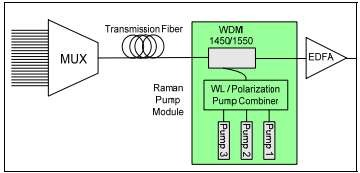 Transmission Fiber
WDM
1450/1550
MUX
EDFA
Raman
Pump
Module
WL / Polarization
Pump Combiner
Pump 3
Pump 2
Pump 1